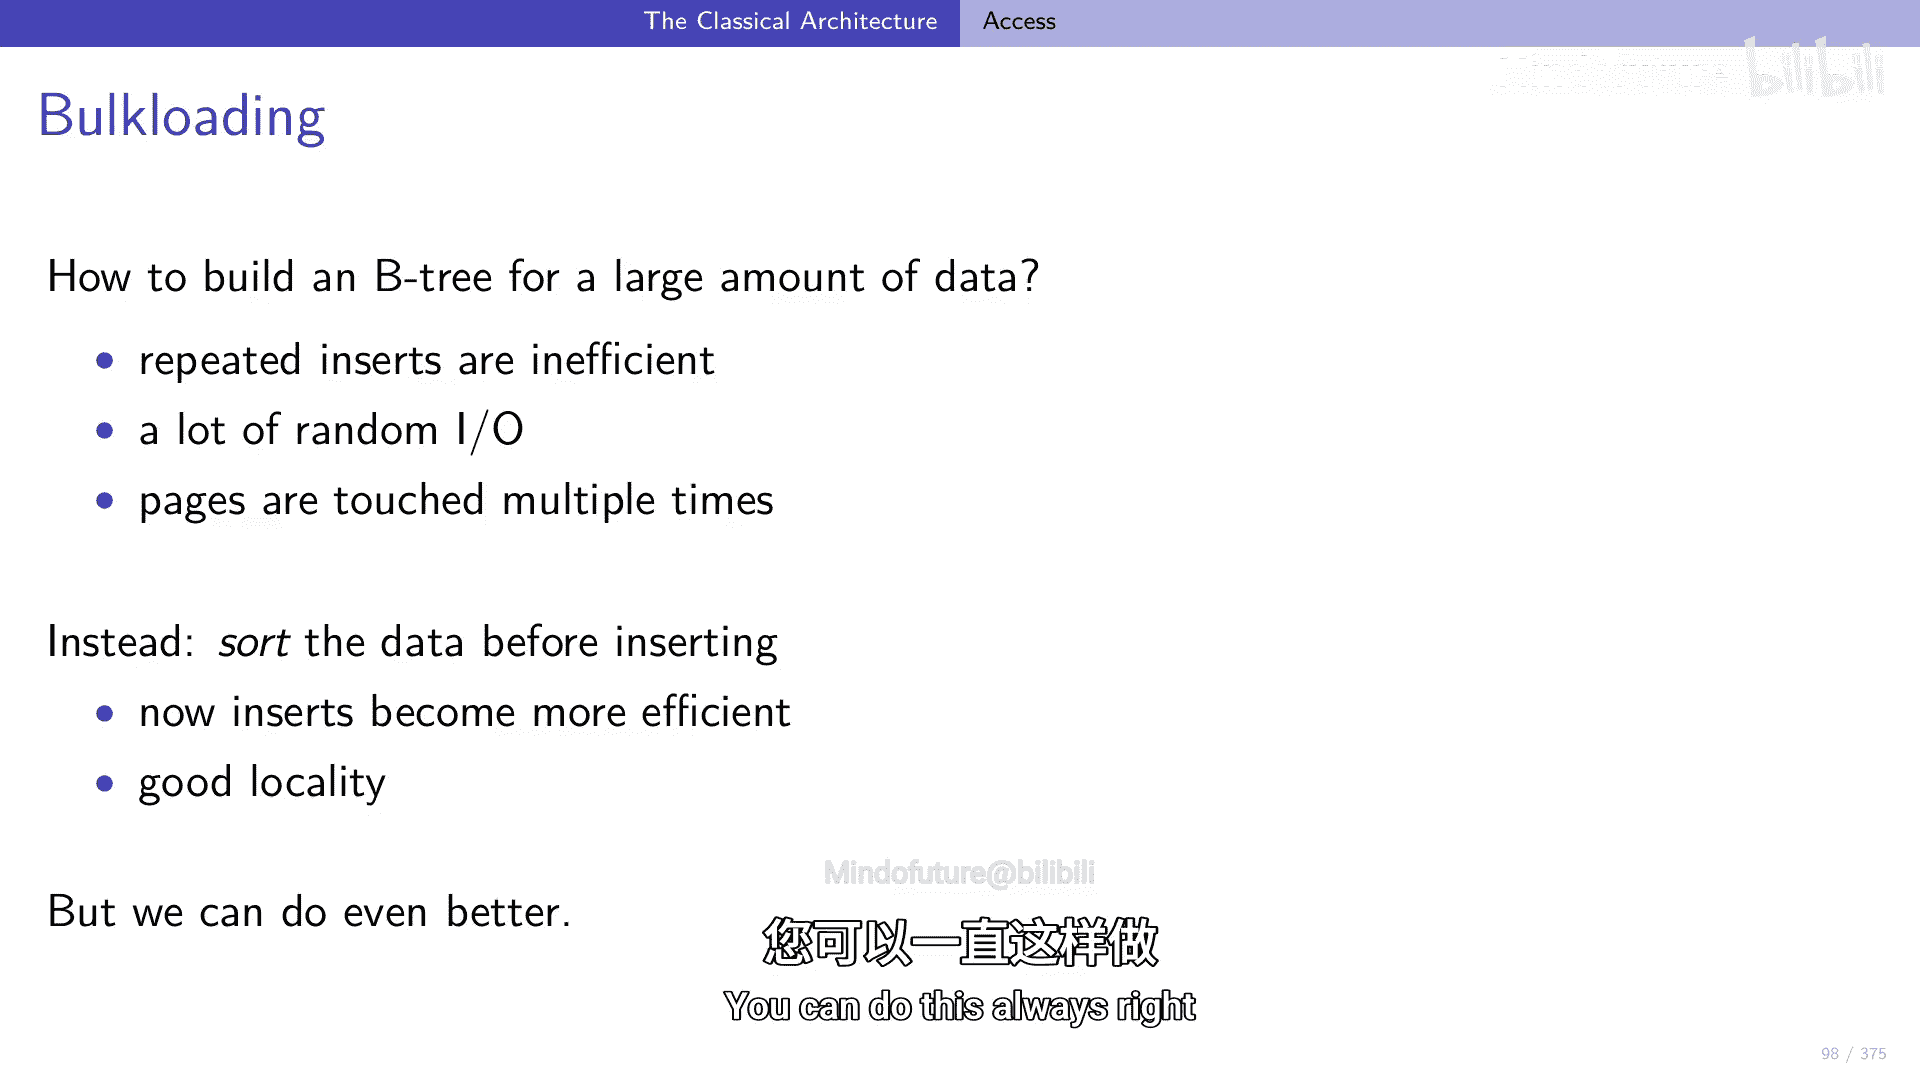 The Classical Architecture
Access
bilibili
Bulkloading
How to build an B-tree for a large amount of data?
• repeated inserts are inefficient
• a lot of random I/O
• pages are touched multiple times
Instead: sort the data before inserting
• now inserts become more efficient
• good locality
Mindofuture@bilibili
But we can do even better.
您可以一直这样做
You can do this always right
98 / 375